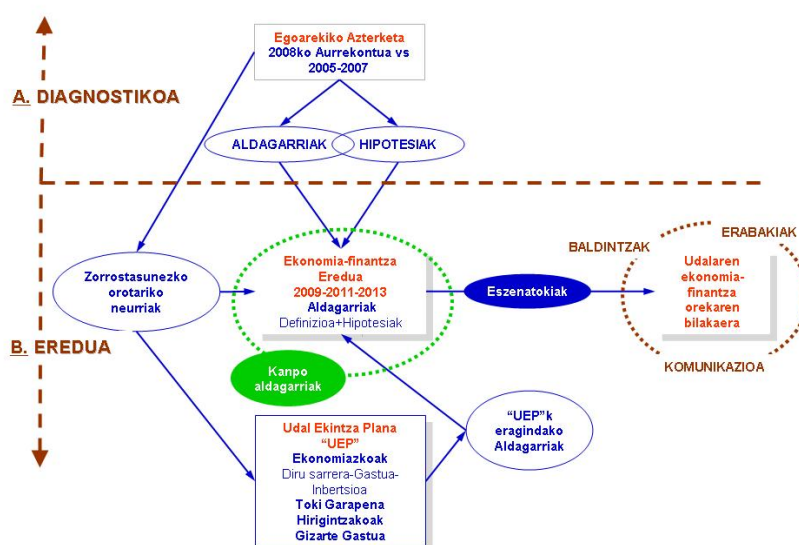 Egoarekiko Azterketa
2008ko Aurrekontua vs
2005-2007
A. DIAGNOSTIKOA
ALDAGARRIAK
HIPOTESIAK
ERABAKIAK
BALDINTZAK
Zorrostasunezko
orotariko
neurriak
Ekonomia-finantza
Eredua
2009-2011-2013
Aldagarriak
Definizioa+Hipotesiak
Eszenatokiak
Udalaren
ekonomia-
finantza
orekaren
bilakaera
B. EREDUA
KOMUNIKAZIOA
Kanpo
aldagarriak
"UEP"k
eragindako
Aldagarriak
Udal Ekintza Plana
"UEP"
Ekonomiazkoak
Diru sarrera-Gastua-
Inbertsioa
Toki Garapena
Hirigintzakoak
Gizarte Gastua